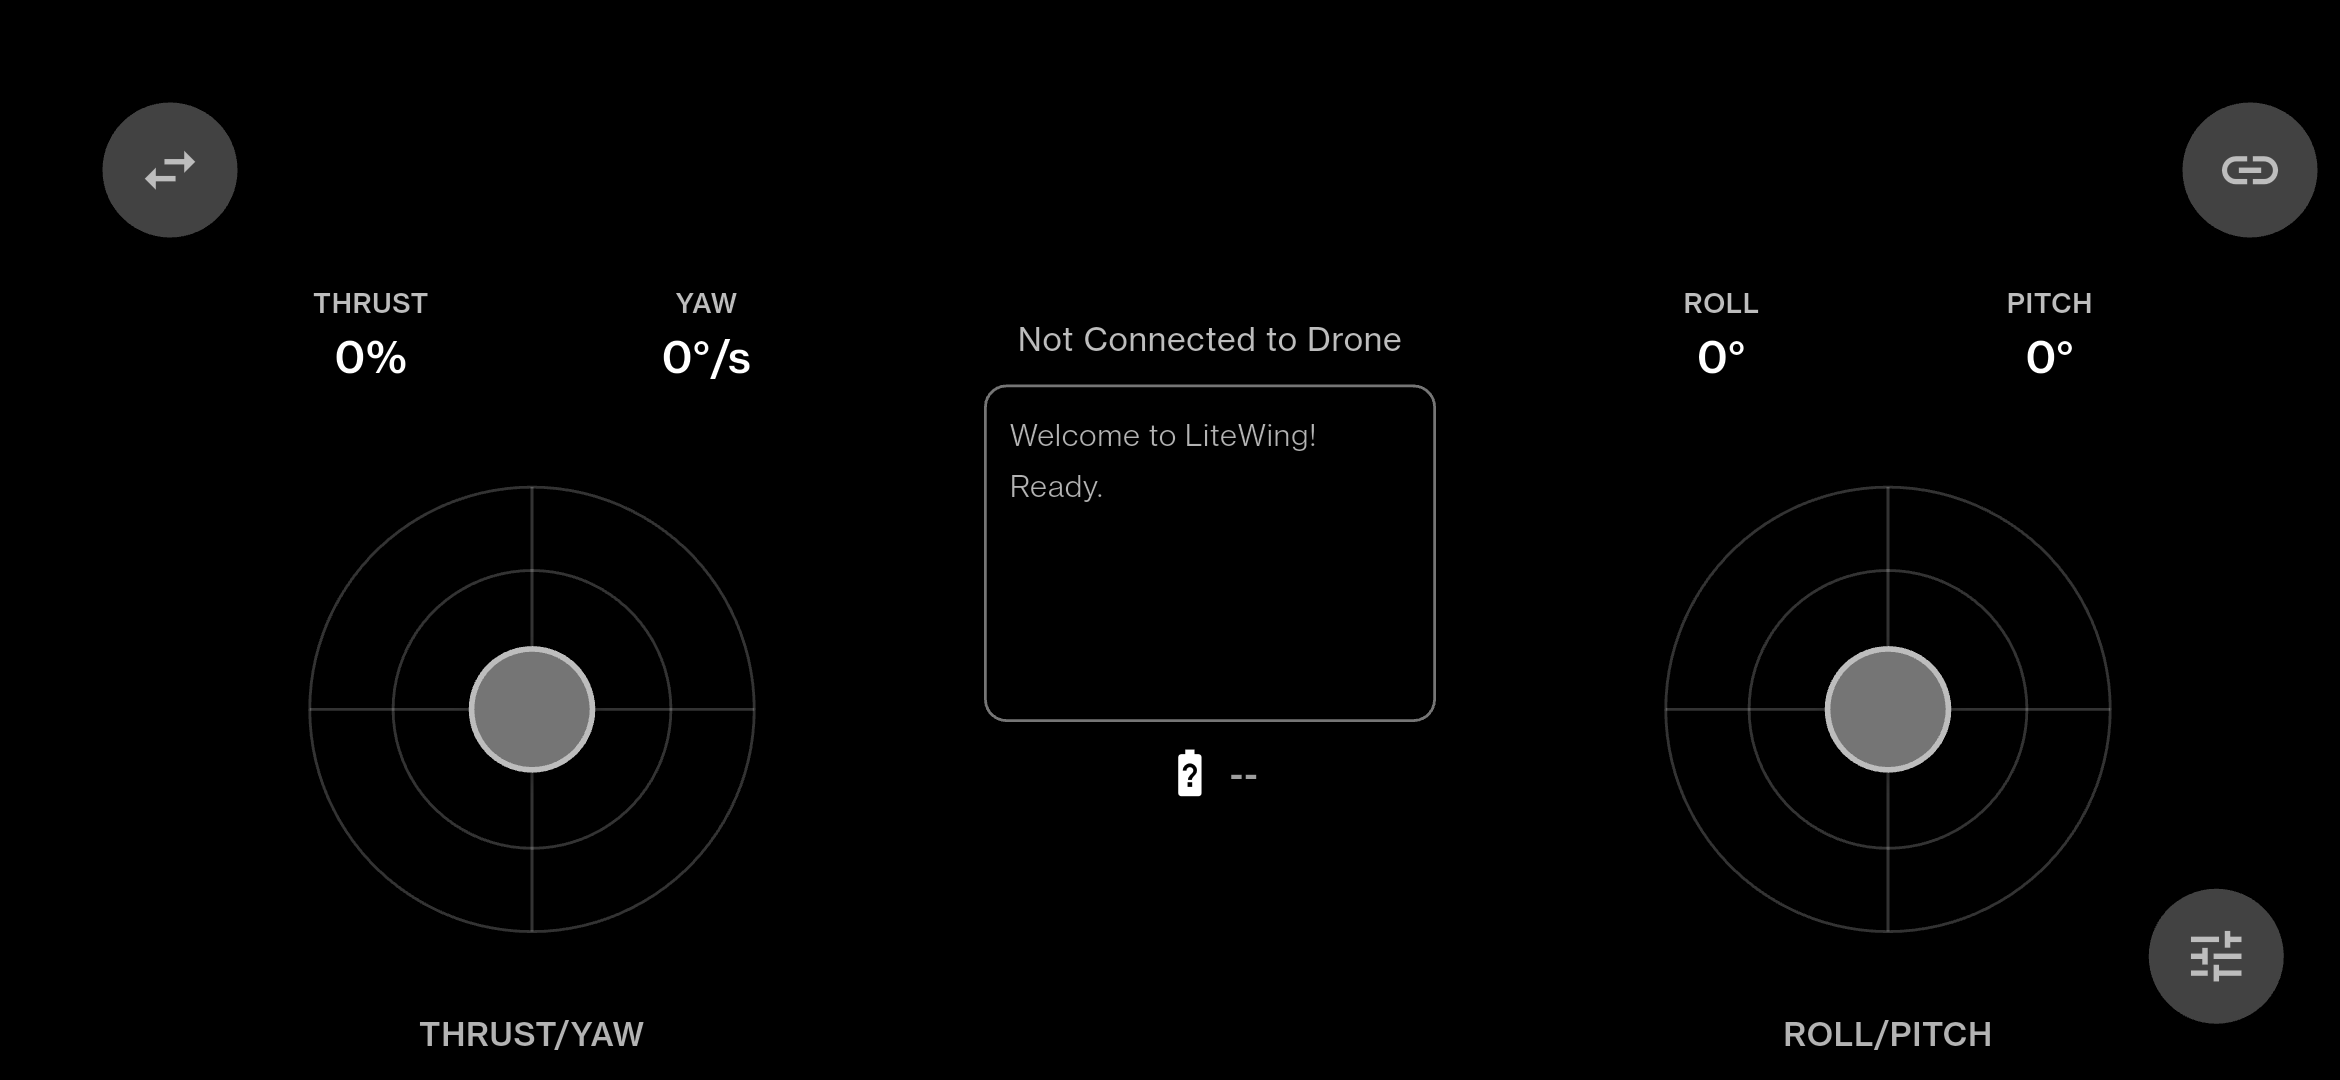 THRUST
0%
YAW
0°/s
Not Connected to Drone
Welcome to LiteWing!
Ready.
?
--
ROLL
0°
PITCH
0°
THRUST/YAW
ROLL/PITCH